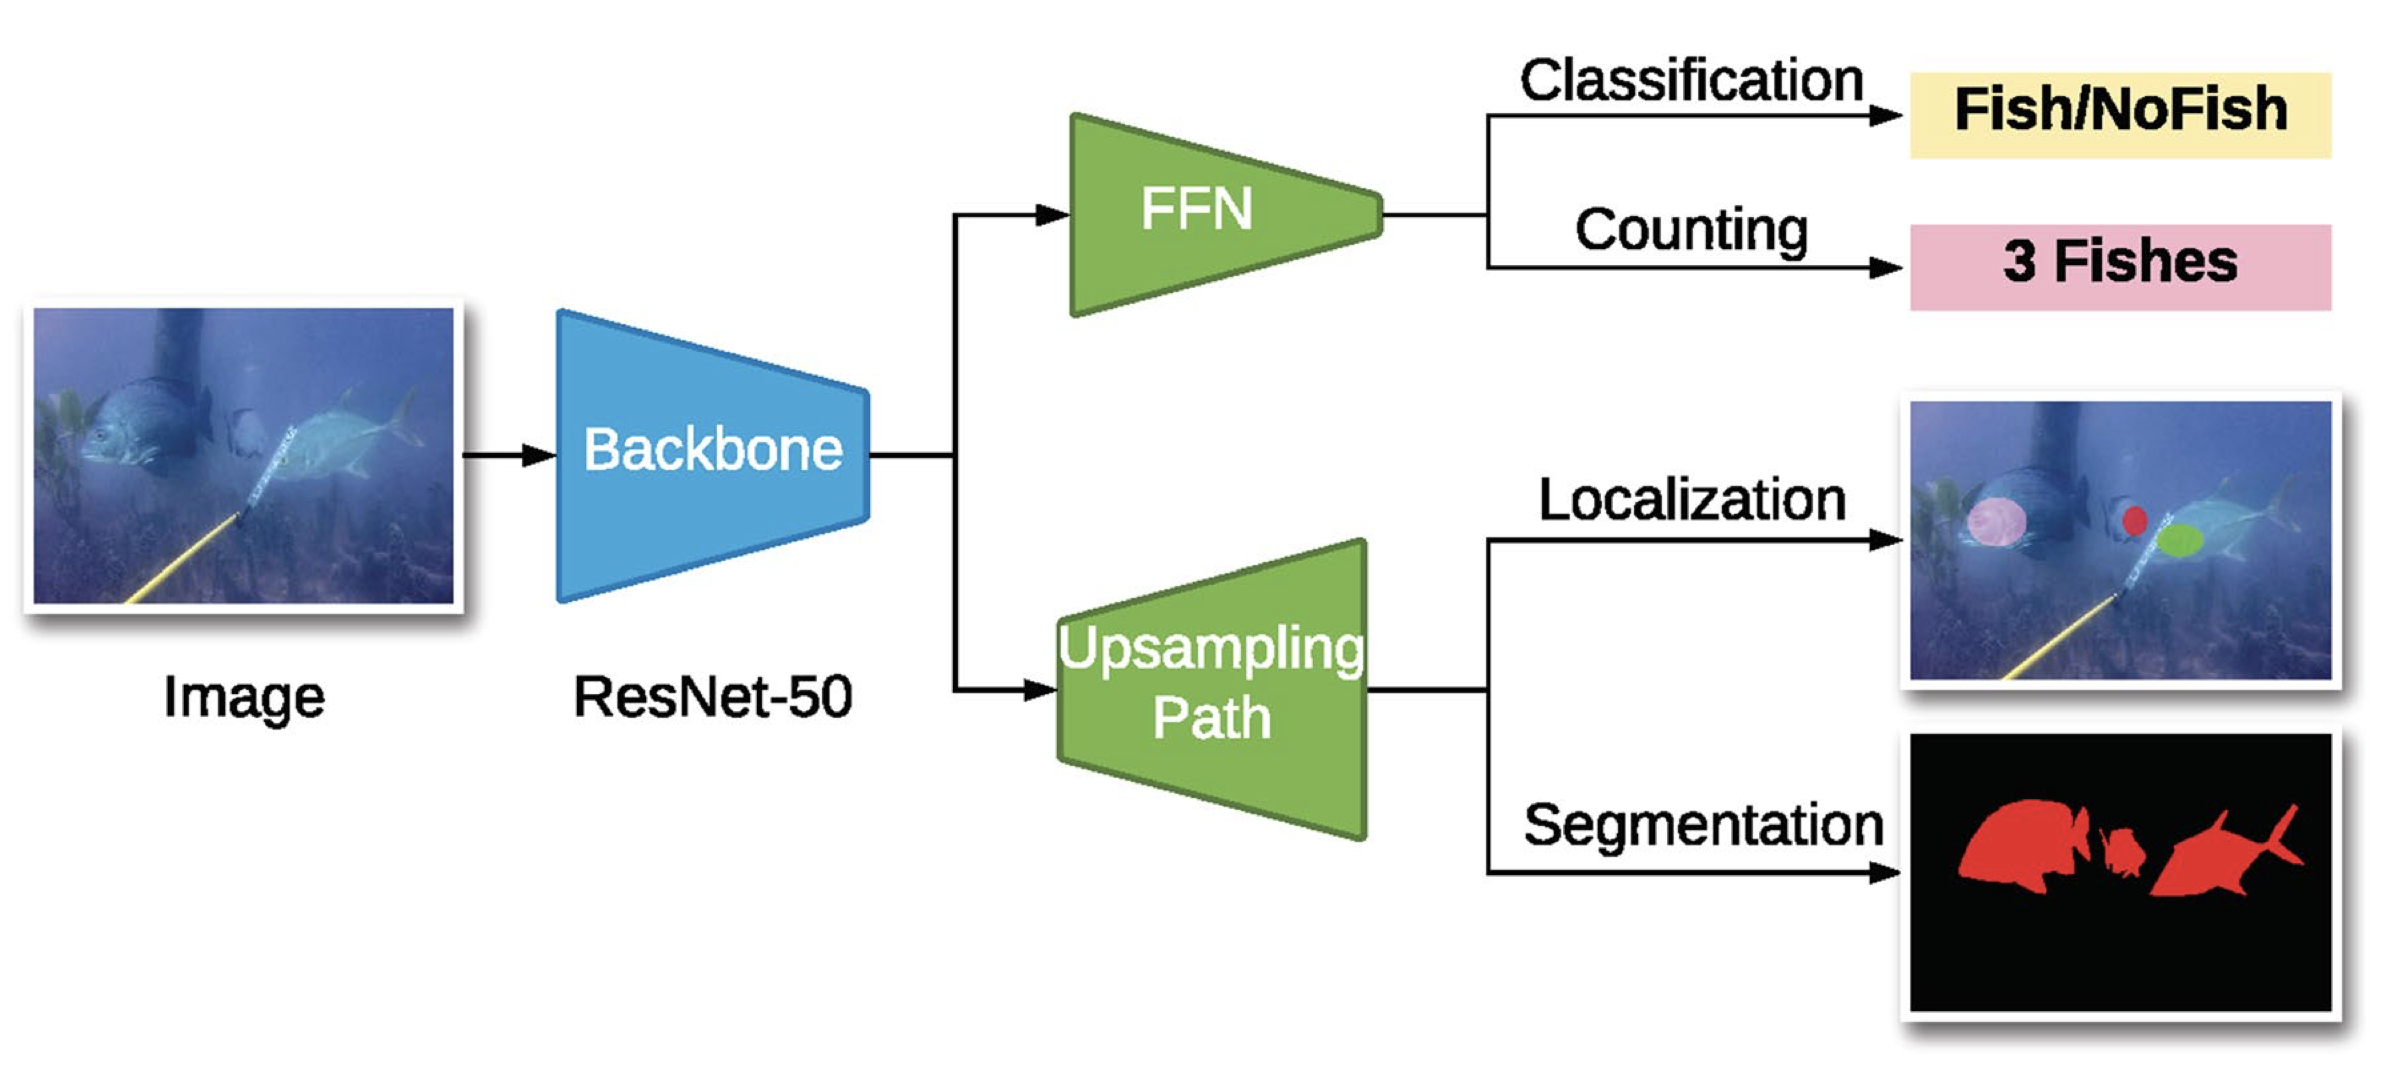 Image
Backbone
ResNet-50
FFN
Classification
Fish/NoFish
Counting
3 Fishes
Upsampling
Path
Localization
Segmentation